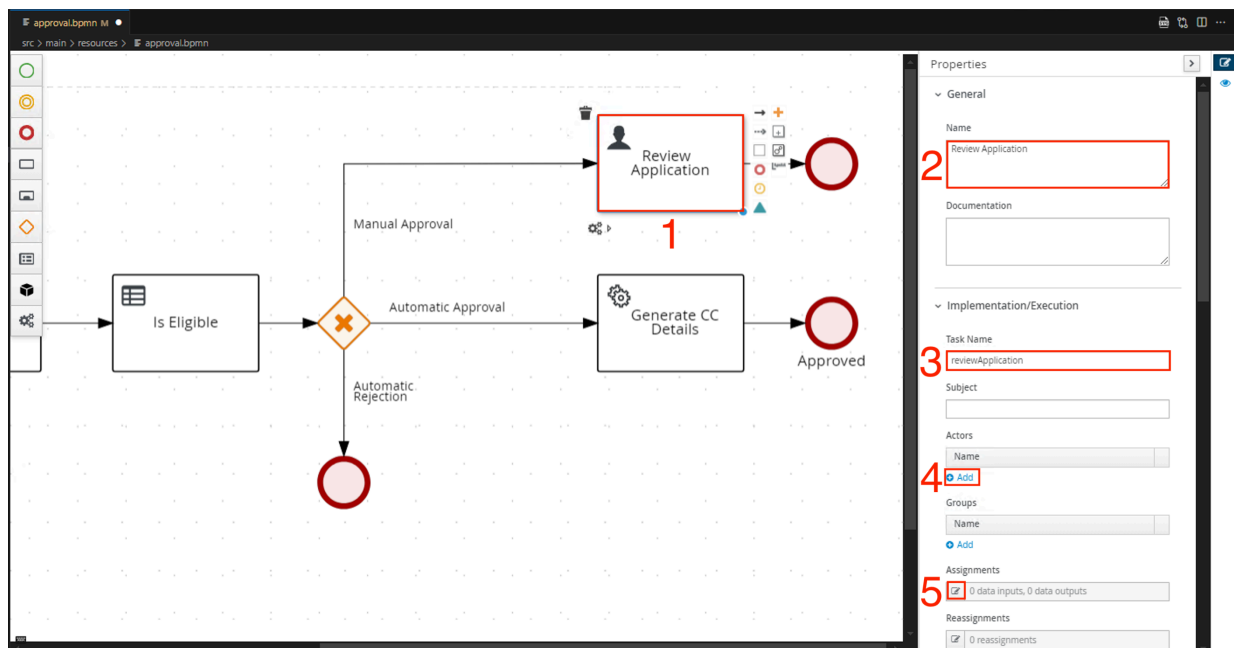 approval.bpmn M
src > main > resources > approval.bpmn
Review
Application
1
Manual Approval
Is Eligible
Automatic Approval
Generate CC
Details
Approved
Automatic
Rejection
Properties
General
Name
2
Review Application
Documentation
Implementation/Execution
Task Name
3
reviewApplication
Subject
Actors
Name
4
Add
Groups
Name
Add
Assignments
5
0 data inputs, 0 data outputs
Reassignments
0 reassignments